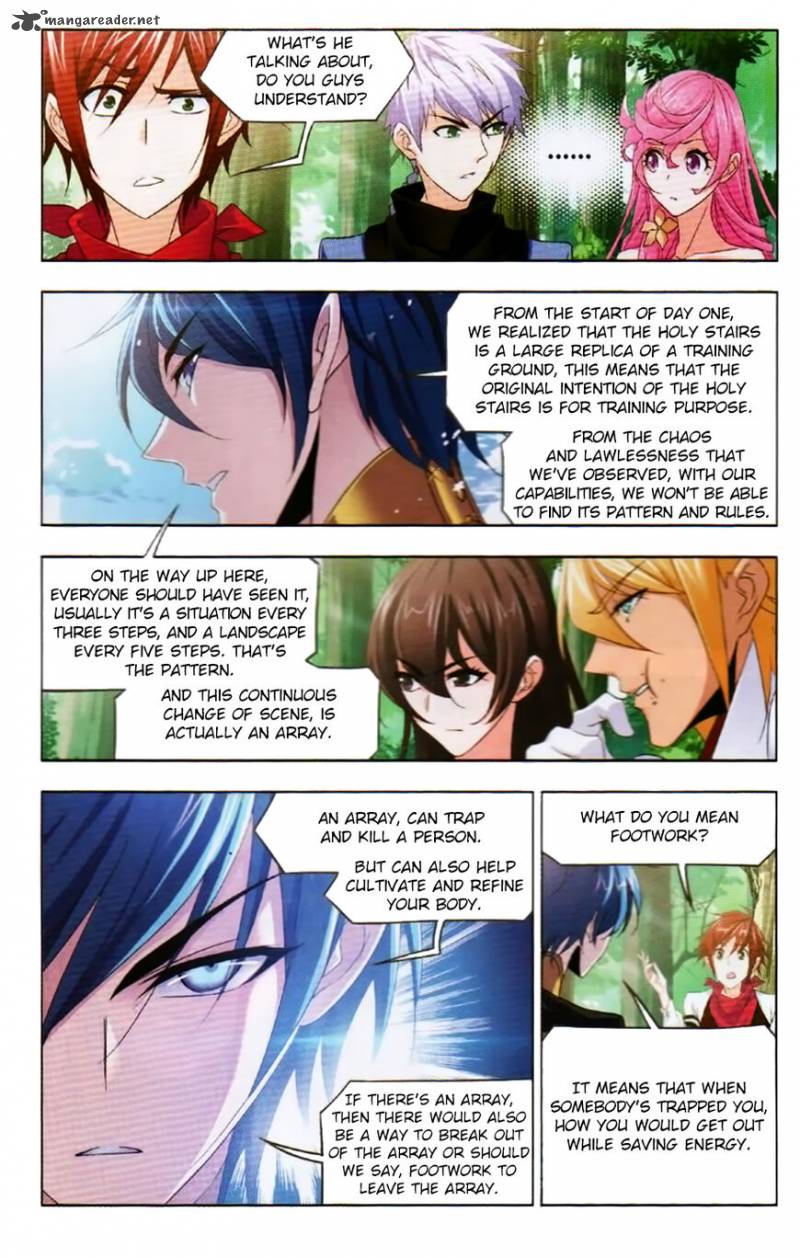 mangareader.net
WHAT'S HE
TALKING ABOUT,
DO YOU GUYS
UNDERSTAND?
......
FROM THE START OF DAY ONE,
WE REALIZED THAT THE HOLY STAIRS
IS A LARGE REPLICA OF A TRAINING
GROUND, THIS MEANS THAT THE
ORIGINAL INTENTION OF THE HOLY
STAIRS IS FOR TRAINING PURPOSE.
FROM THE CHAOS
AND LAWLESSNESS THAT
WE'VE OBSERVED, WITH OUR
CAPABILITIES, WE WON'T BE ABLE
TO FIND ITS PATTERN AND RULES.
ON THE WAY UP HERE,
EVERYONE SHOULD HAVE SEEN IT,
USUALLY IT'S A SITUATION EVERY
THREE STEPS, AND A LANDSCAPE
EVERY FIVE STEPS. THAT'S
THE PATTERN.
AND THIS CONTINUOUS
CHANGE OF SCENE, IS
ACTUALLY AN ARRAY.
AN ARRAY, CAN TRAP
AND KILL A PERSON.
BUT CAN ALSO HELP
CULTIVATE AND REFINE
YOUR BODY.
IF THERE'S AN ARRAY,
THEN THERE WOULD ALSO
BE A WAY TO BREAK OUT
OF THE ARRAY OR SHOULD
WE SAY, FOOTWORK TO
LEAVE THE ARRAY.
WHAT DO YOU MEAN
FOOTWORK?
IT MEANS THAT WHEN
SOMEBODY'S TRAPPED YOU,
HOW YOU WOULD GET OUT
WHILE SAVING ENERGY.